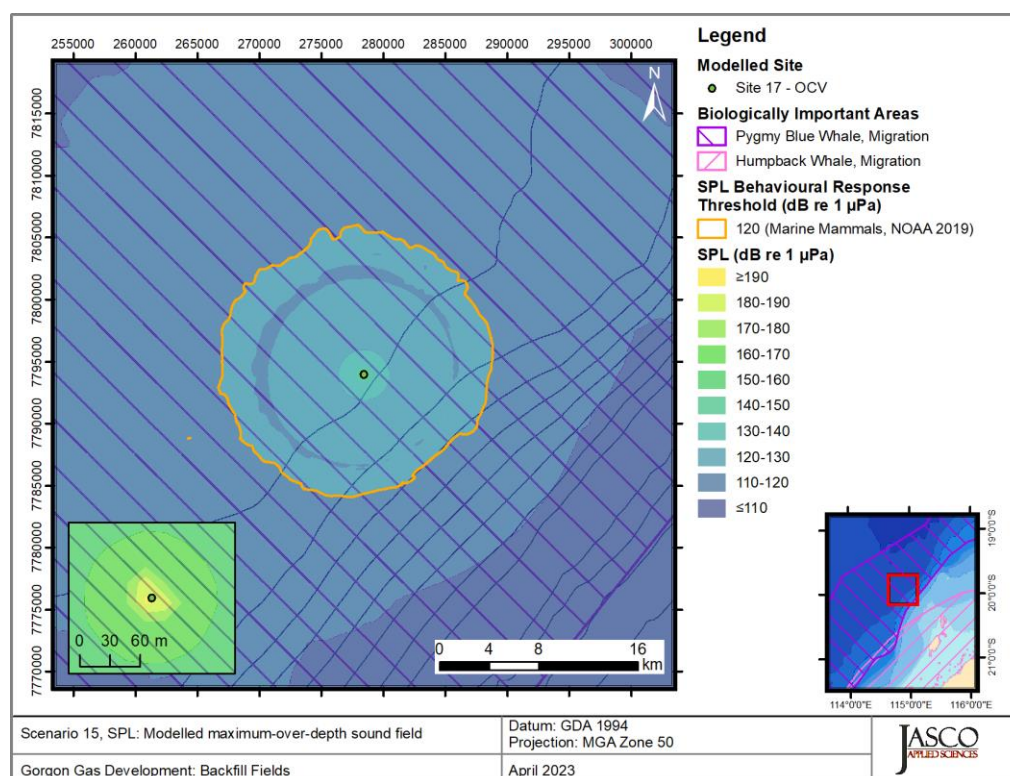 255000 260000 265000 270000 275000 280000 285000 290000 295000 300000
7815000
7810000
7805000
7800000
7795000
7790000
7785000
7780000
7775000
7770000
N
0 30 60 m
0 4 8 16
km
Legend
Modelled Site
Site 17 - OCV
Biologically Important Areas
Pygmy Blue Whale, Migration
Humpback Whale, Migration
SPL Behavioural Response
Threshold (dB re 1 µPa)
120 (Marine Mammals, NOAA 2019)
SPL (dB re 1 µPa)
≥190
180-190
170-180
160-170
150-160
140-150
130-140
120-130
110-120
≤110
19°0'0"S
20°0'0"S
21°0'0"S
114°0'0"E 115°0'0"E 116°0'0"E
Scenario 15, SPL: Modelled maximum-over-depth sound field
Datum: GDA 1994
Projection: MGA Zone 50
Gorgon Gas Development: Backfill Fields
April 2023
JASCO
APPLIED SCIENCES